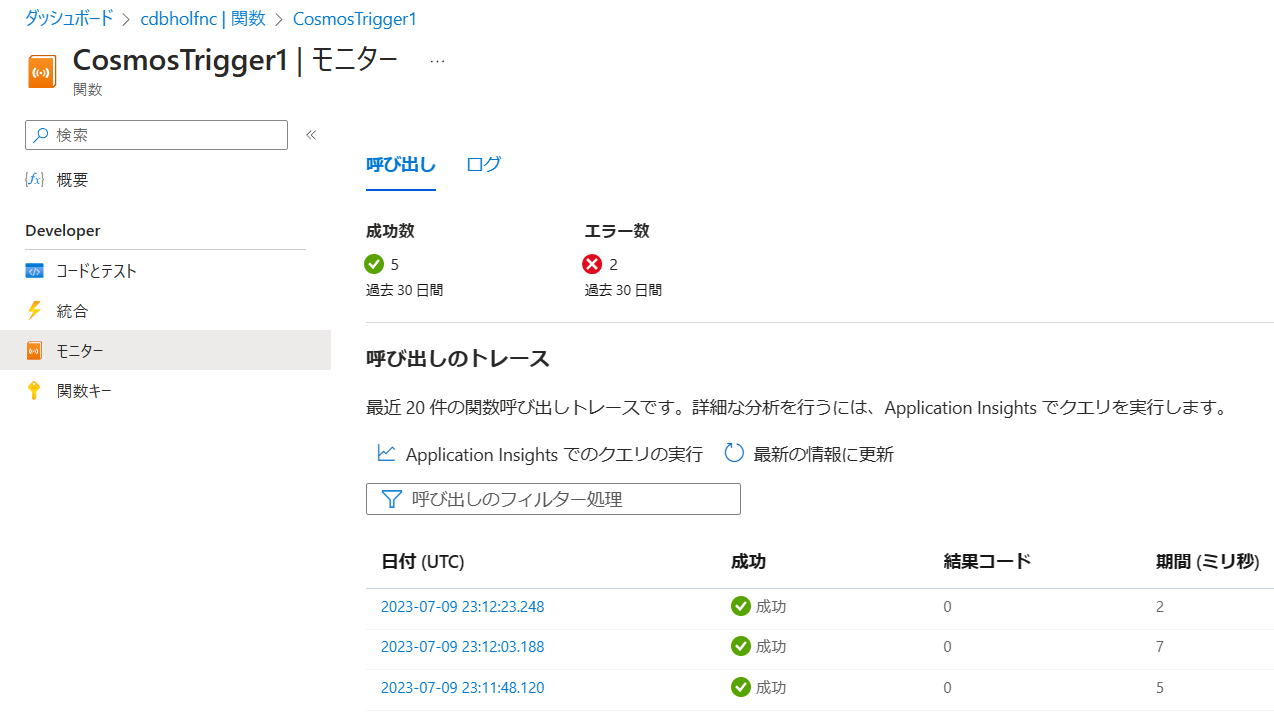 ダッシュボード > cdbholfnc | 関数 > CosmosTrigger1
CosmosTrigger1 | モニター ...
関数
検索 «
{fx} 概要
Developer
コードとテスト
統合
モニター
関数キー
呼び出し ログ
成功数 エラー数
5 2
過去 30 日間 過去 30 日間
呼び出しのトレース
最近 20 件の関数呼び出しトレースです。詳細な分析を行うには、Application Insights でクエリを実行します。
Application Insights でのクエリの実行 最新の情報に更新
呼び出しのフィルター処理
日付 (UTC) 成功 結果コード 期間 (ミリ秒)
2023-07-09 23:12:23.248 成功 0 2
2023-07-09 23:12:03.188 成功 0 7
2023-07-09 23:11:48.120 成功 0 5